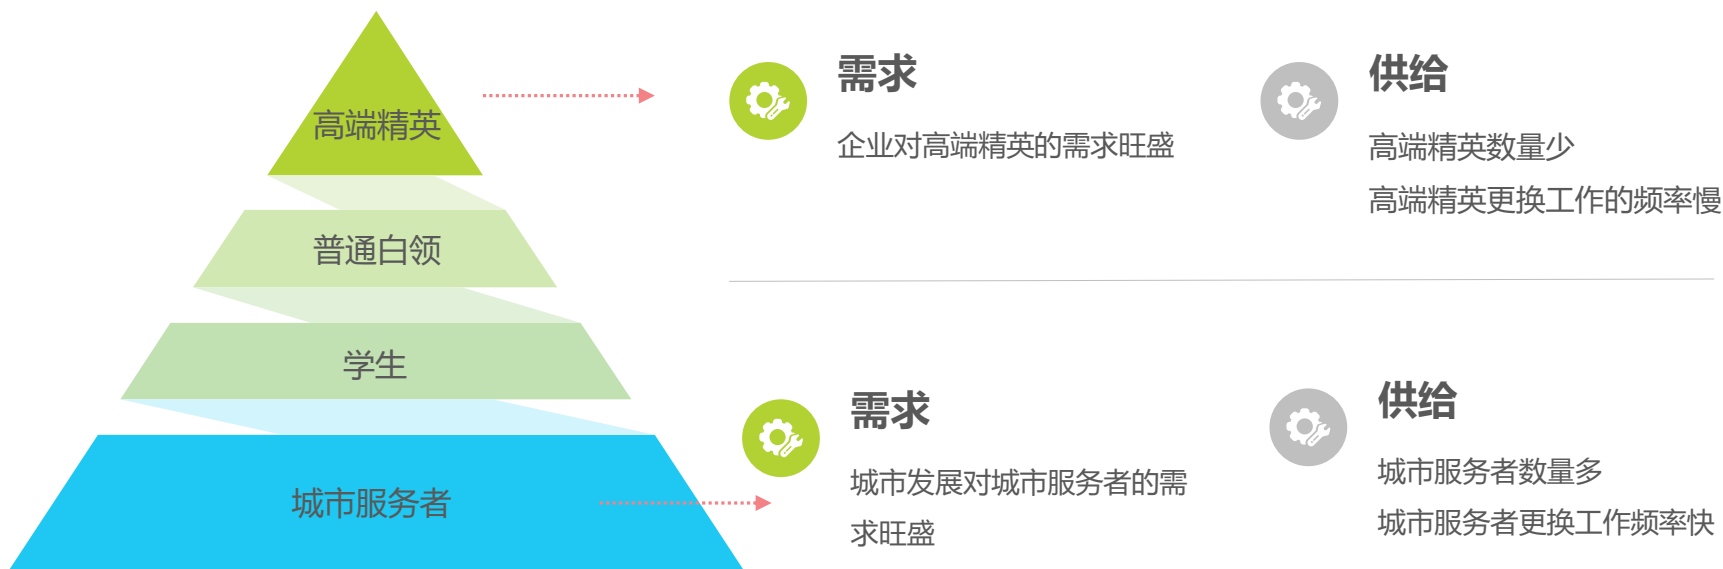 高端精英
普通白领
学生
城市服务者
需求
企业对高端精英的需求旺盛
供给
高端精英数量少
高端精英更换工作的频率慢
需求
城市发展对城市服务者的需
求旺盛
供给
城市服务者数量多
城市服务者更换工作频率快